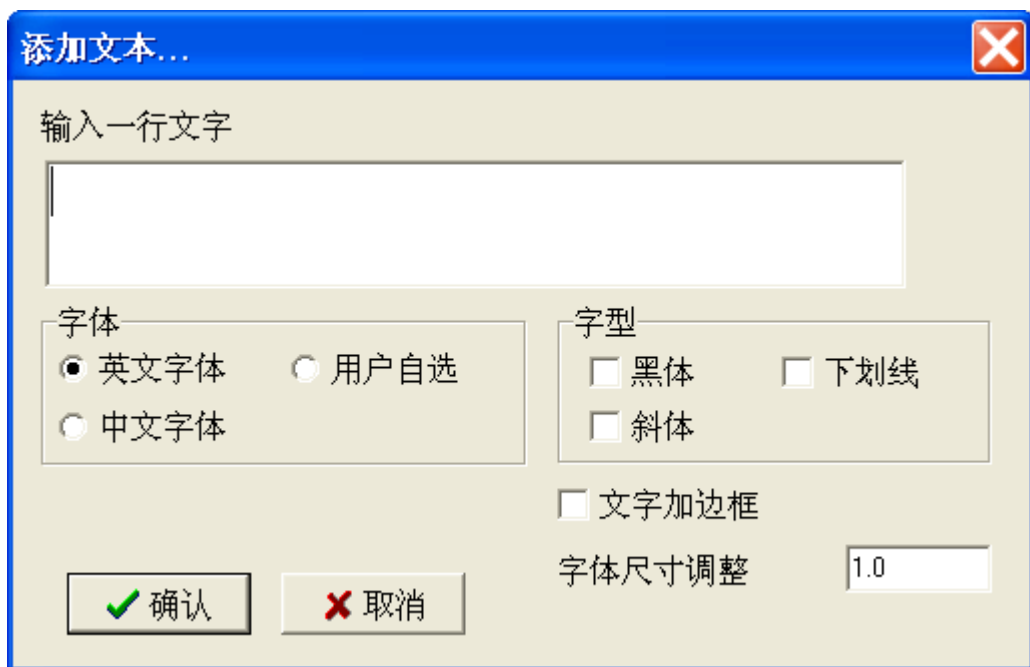 添加文本...
输入一行文字
字体
英文字体
用户自选
中文字体
字型
黑体
下划线
斜体
文字加边框
字体尺寸调整 1.0
确认
取消